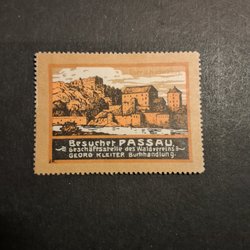 Besucher PASSAU
Geschäftsstelle des Waldvereins
GEORG KLEITER Buchhandlung.